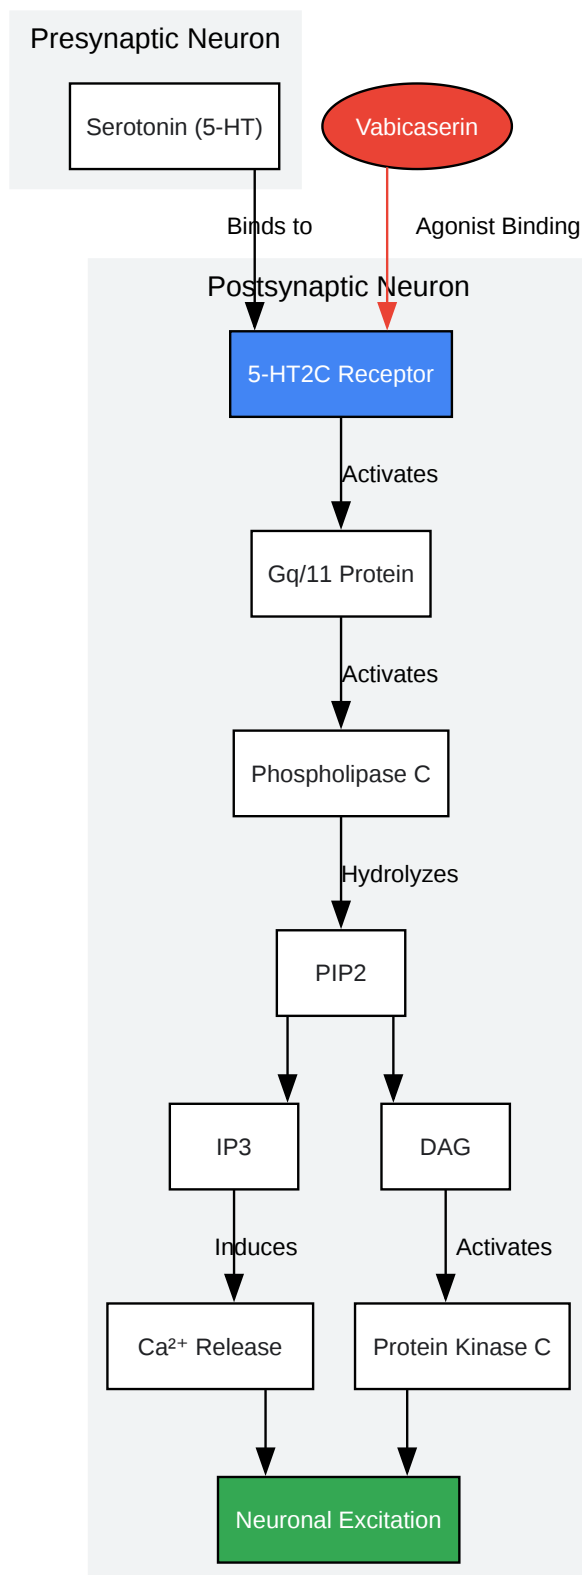 Presynaptic Neuron
Serotonin (5-HT)
Vabicaserin
Binds to
Agonist Binding
Postsynaptic Neuron
5-HT2C Receptor
Activates
Gq/11 Protein
Activates
Phospholipase C
Hydrolyzes
PIP2
IP3
DAG
Induces
Activates
Ca²⁺ Release
Protein Kinase C
Neuronal Excitation